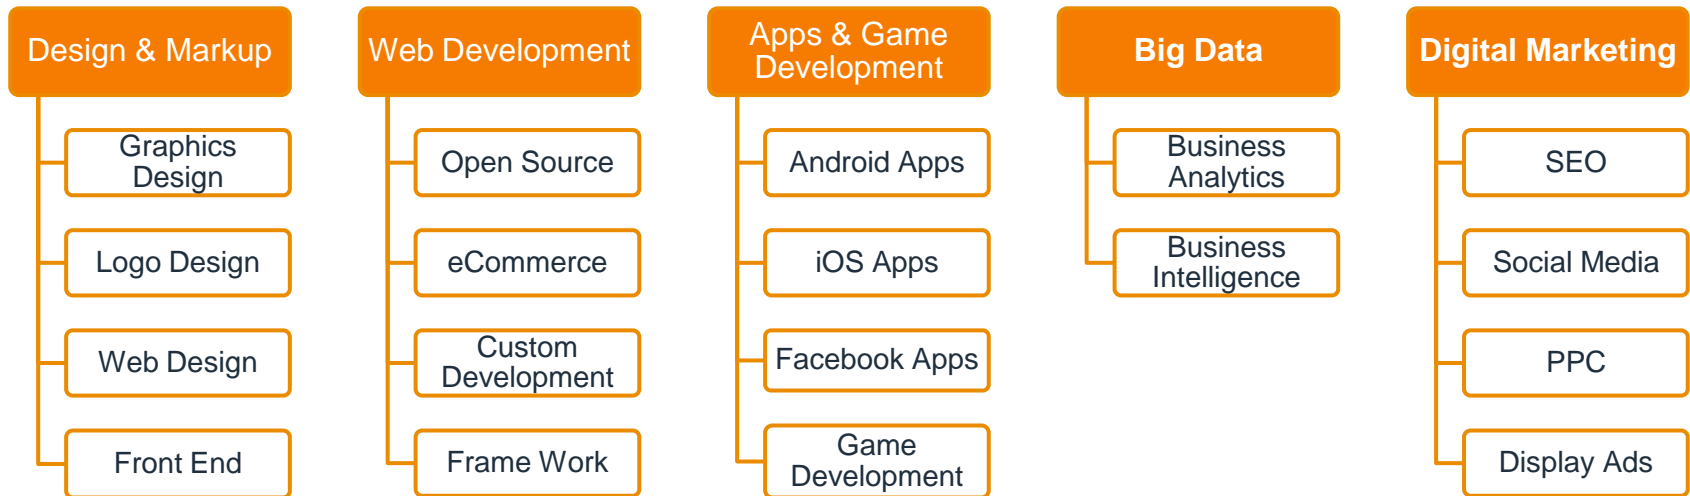 Design & Markup
Graphics
Design
Logo Design
Web Design
Front End
Web Development
Open Source
eCommerce
Custom
Development
Frame Work
Apps & Game
Development
Android Apps
iOS Apps
Facebook Apps
Game
Development
Big Data
Business
Analytics
Business
Intelligence
Digital Marketing
SEO
Social Media
PPC
Display Ads